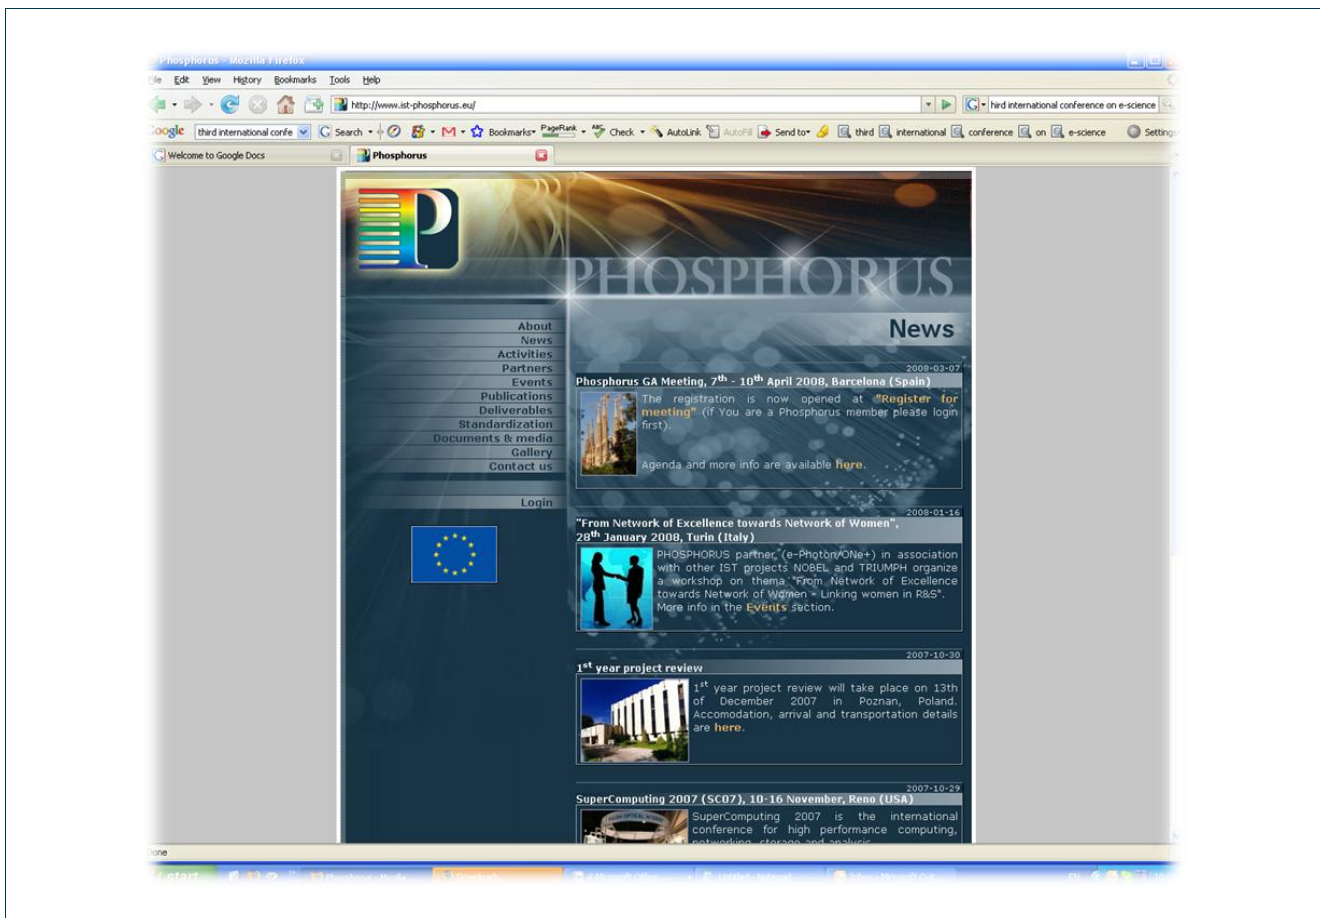 Phosphorus - Mozilla Firefox
Edit View History Bookmarks Tools Help
http://www.ist-phosphorus.eu/ G hird international conference on e-science
Google third international confe G Search Bookmarks PageRank ABC Check AutoLink AutoFill Send to third international conference on e-science Settings
Welcome to Google Docs Phosphorus
P
PHOSPHORUS
About
News
Activities
Partners
Events
Publications
Deliverables
Standardization
Documents & media
Gallery
Contact us
Login
News
2008-03-07
Phosphorus GA Meeting, 7th - 10th April 2008, Barcelona (Spain)
The registration is now opened at "Register for
meeting" (if You are a Phosphorus member please login
first).
Agenda and more info are available here.
2008-01-16
"From Network of Excellence towards Network of Women",
28th January 2008, Turin (Italy)
PHOSPHORUS partner (e-Photon/ONe+) in association
with other IST projects NOBEL and TRIUMPH organize
a workshop on thema "From Network of Excellence
towards Network of Women - Linking women in R&S".
More info in the Events section.
2007-10-30
1st year project review
1st year project review will take place on 13th
of December 2007 in Poznan, Poland.
Accomodation, arrival and transportation details
are here.
2007-10-29
SuperComputing 2007 (SC07), 10-16 November, Reno (USA)
SuperComputing 2007 is the international
conference for high performance computing,
networking, storage and analysis.
Done
start